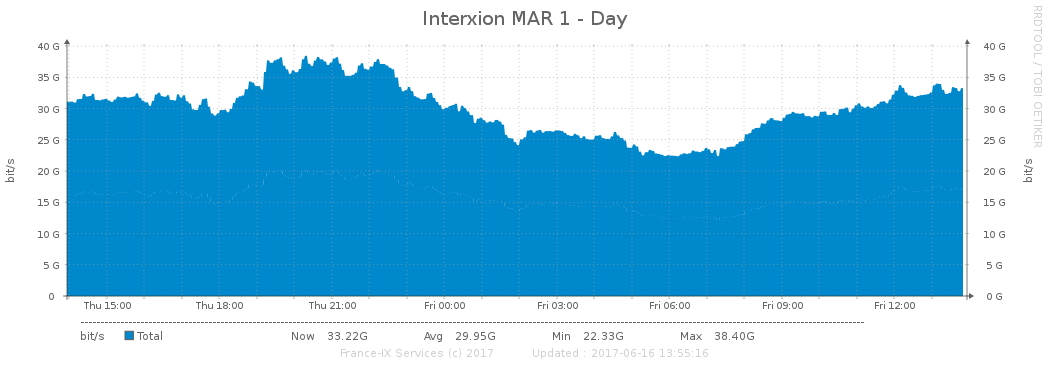 Interxion MAR 1 - Day
RRDTOOL / TOBI OETIKER
bit/s
40 G
35 G
30 G
25 G
20 G
15 G
10 G
5 G
0
40 G
35 G
30 G
25 G
20 G
15 G
10 G
5 G
0 G
bit/s
Thu 15:00 Thu 18:00 Thu 21:00 Fri 00:00 Fri 03:00 Fri 06:00 Fri 09:00 Fri 12:00
bit/s Total Now 33.22G Avg 29.95G Min 22.33G Max 38.40G
France-IX Services (c) 2017 Updated : 2017-06-16 13:55:16